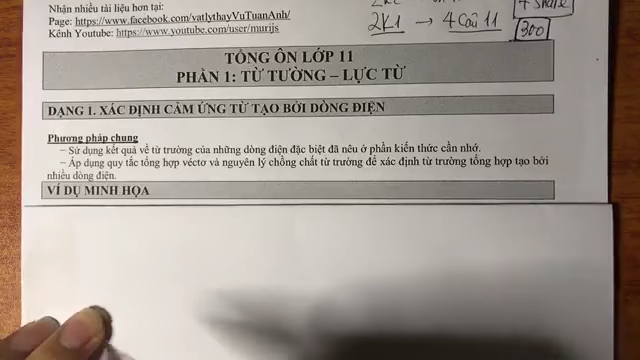 Nhận nhiều tài liệu hơn tại:
Page: https://www.facebook.com/vatlythayVuTuanAnh/
Kênh Youtube: https://www.youtube.com/user/murijs
+ Share
2K1 → 4 Câu 11
300
TỔNG ÔN LỚP 11
PHẦN 1: TỪ TƯỜNG – LỰC TỪ
DẠNG 1. XÁC ĐỊNH CẢM ỨNG TỪ TẠO BỞI DÒNG ĐIỆN
Phương pháp chung
– Sử dụng kết quả về từ trường của những dòng điện đặc biệt đã nêu ở phần kiến thức cần nhớ.
– Áp dụng quy tắc tổng hợp véctơ và nguyên lý chồng chất từ trường để xác định từ trường tổng hợp tạo bởi
nhiều dòng điện.
VÍ DỤ MINH HỌA